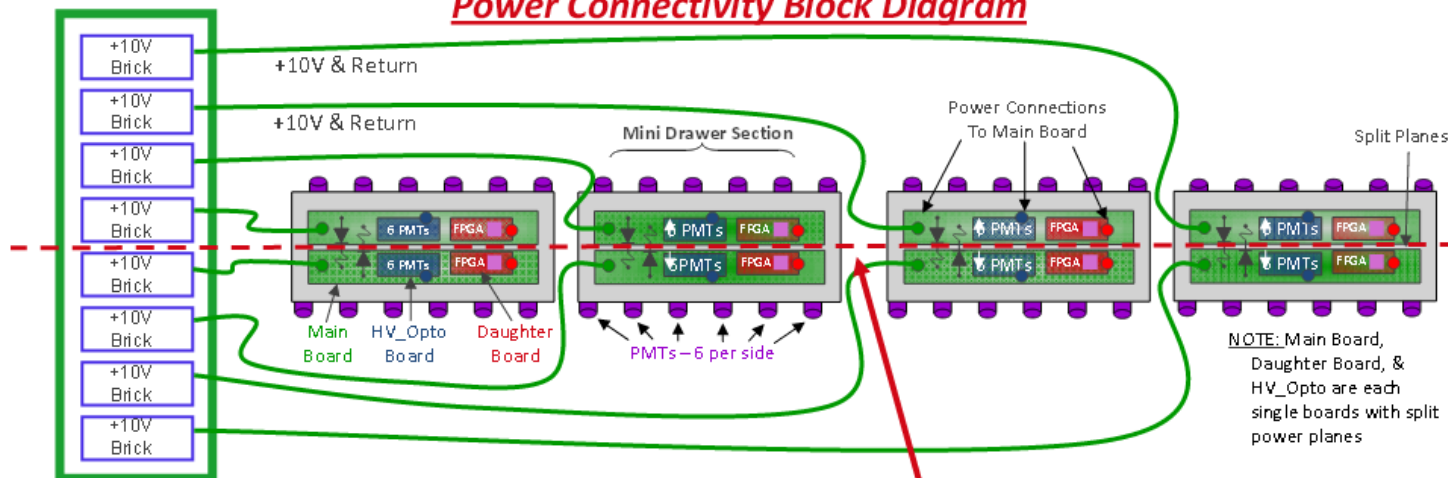 Power Connectivity Block Diagram
+10V
Brick
+10V & Return
+10V
Brick
+10V & Return
+10V
Brick
+10V
Brick
+10V
Brick
+10V
Brick
+10V
Brick
+10V
Brick
Mini Drawer Section
Power Connections
To Main Board
Split Planes
6 PMTs
FPGA
6 PMTs
FPGA
6 PMTs
FPGA
6 PMTs
FPGA
6 PMTs
FPGA
6PMTs
FPGA
6 PMTs
FPGA
6 PMTs
FPGA
Main
Board
HV_Opto
Board
Daughter
Board
PMTs – 6 per side
NOTE: Main Board,
Daughter Board, &
HV_Opto are each
single boards with split
power planes